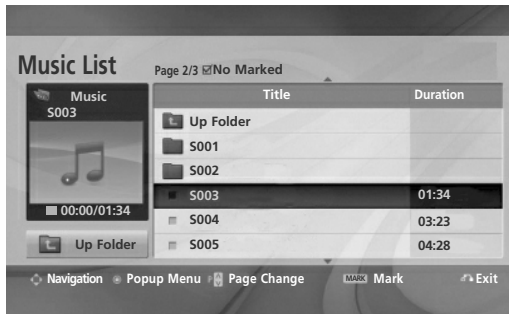 Music List
Page 2/3 ☑No Marked
Music
S003
00:00/01:34
Up Folder
Title Duration
Up Folder
S001
S002
S003 01:34
S004 03:23
S005 04:28
Navigation Popup Menu P Page Change MARK Mark Exit